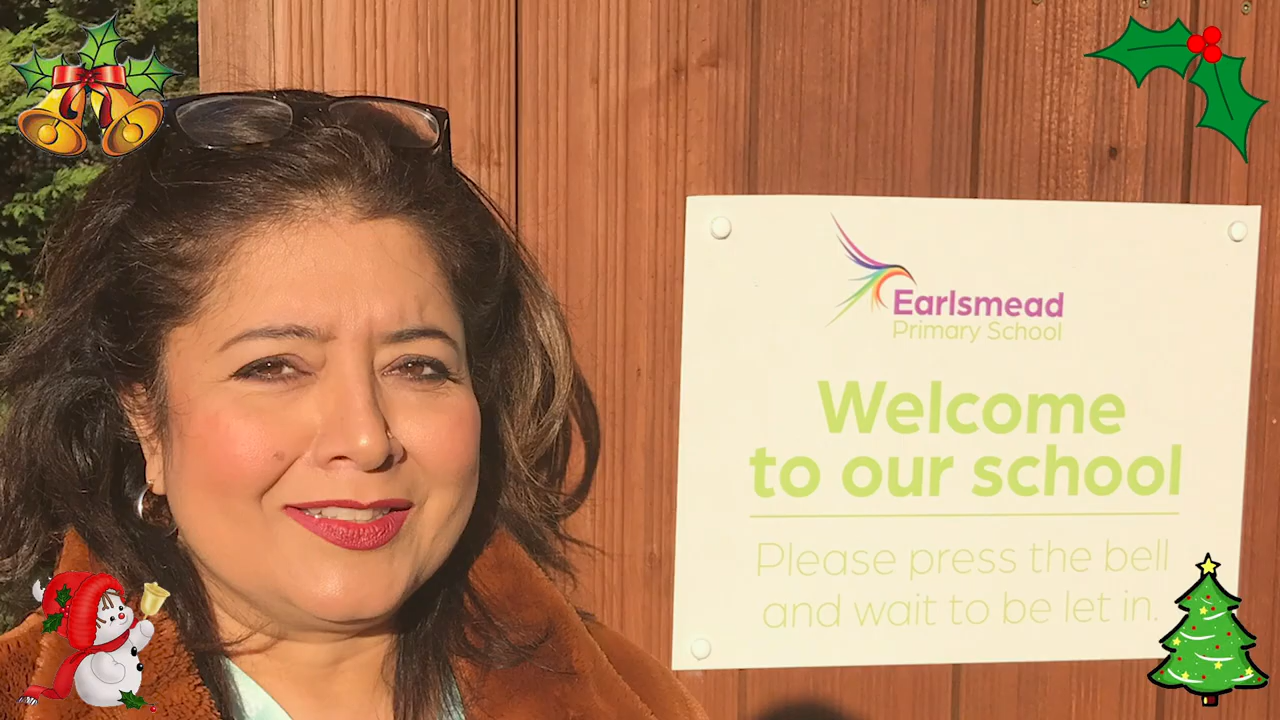 Earlsmead
Primary School
Welcome
to our school
Please press the bell
and wait to be let in.